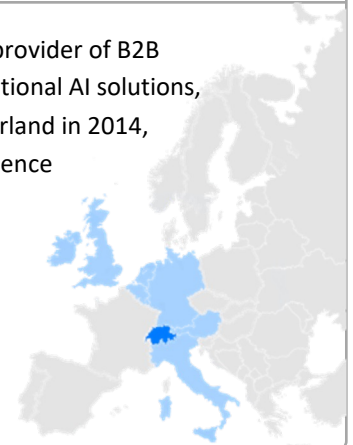 provider of B2B
tional AI solutions,
rland in 2014,
ence